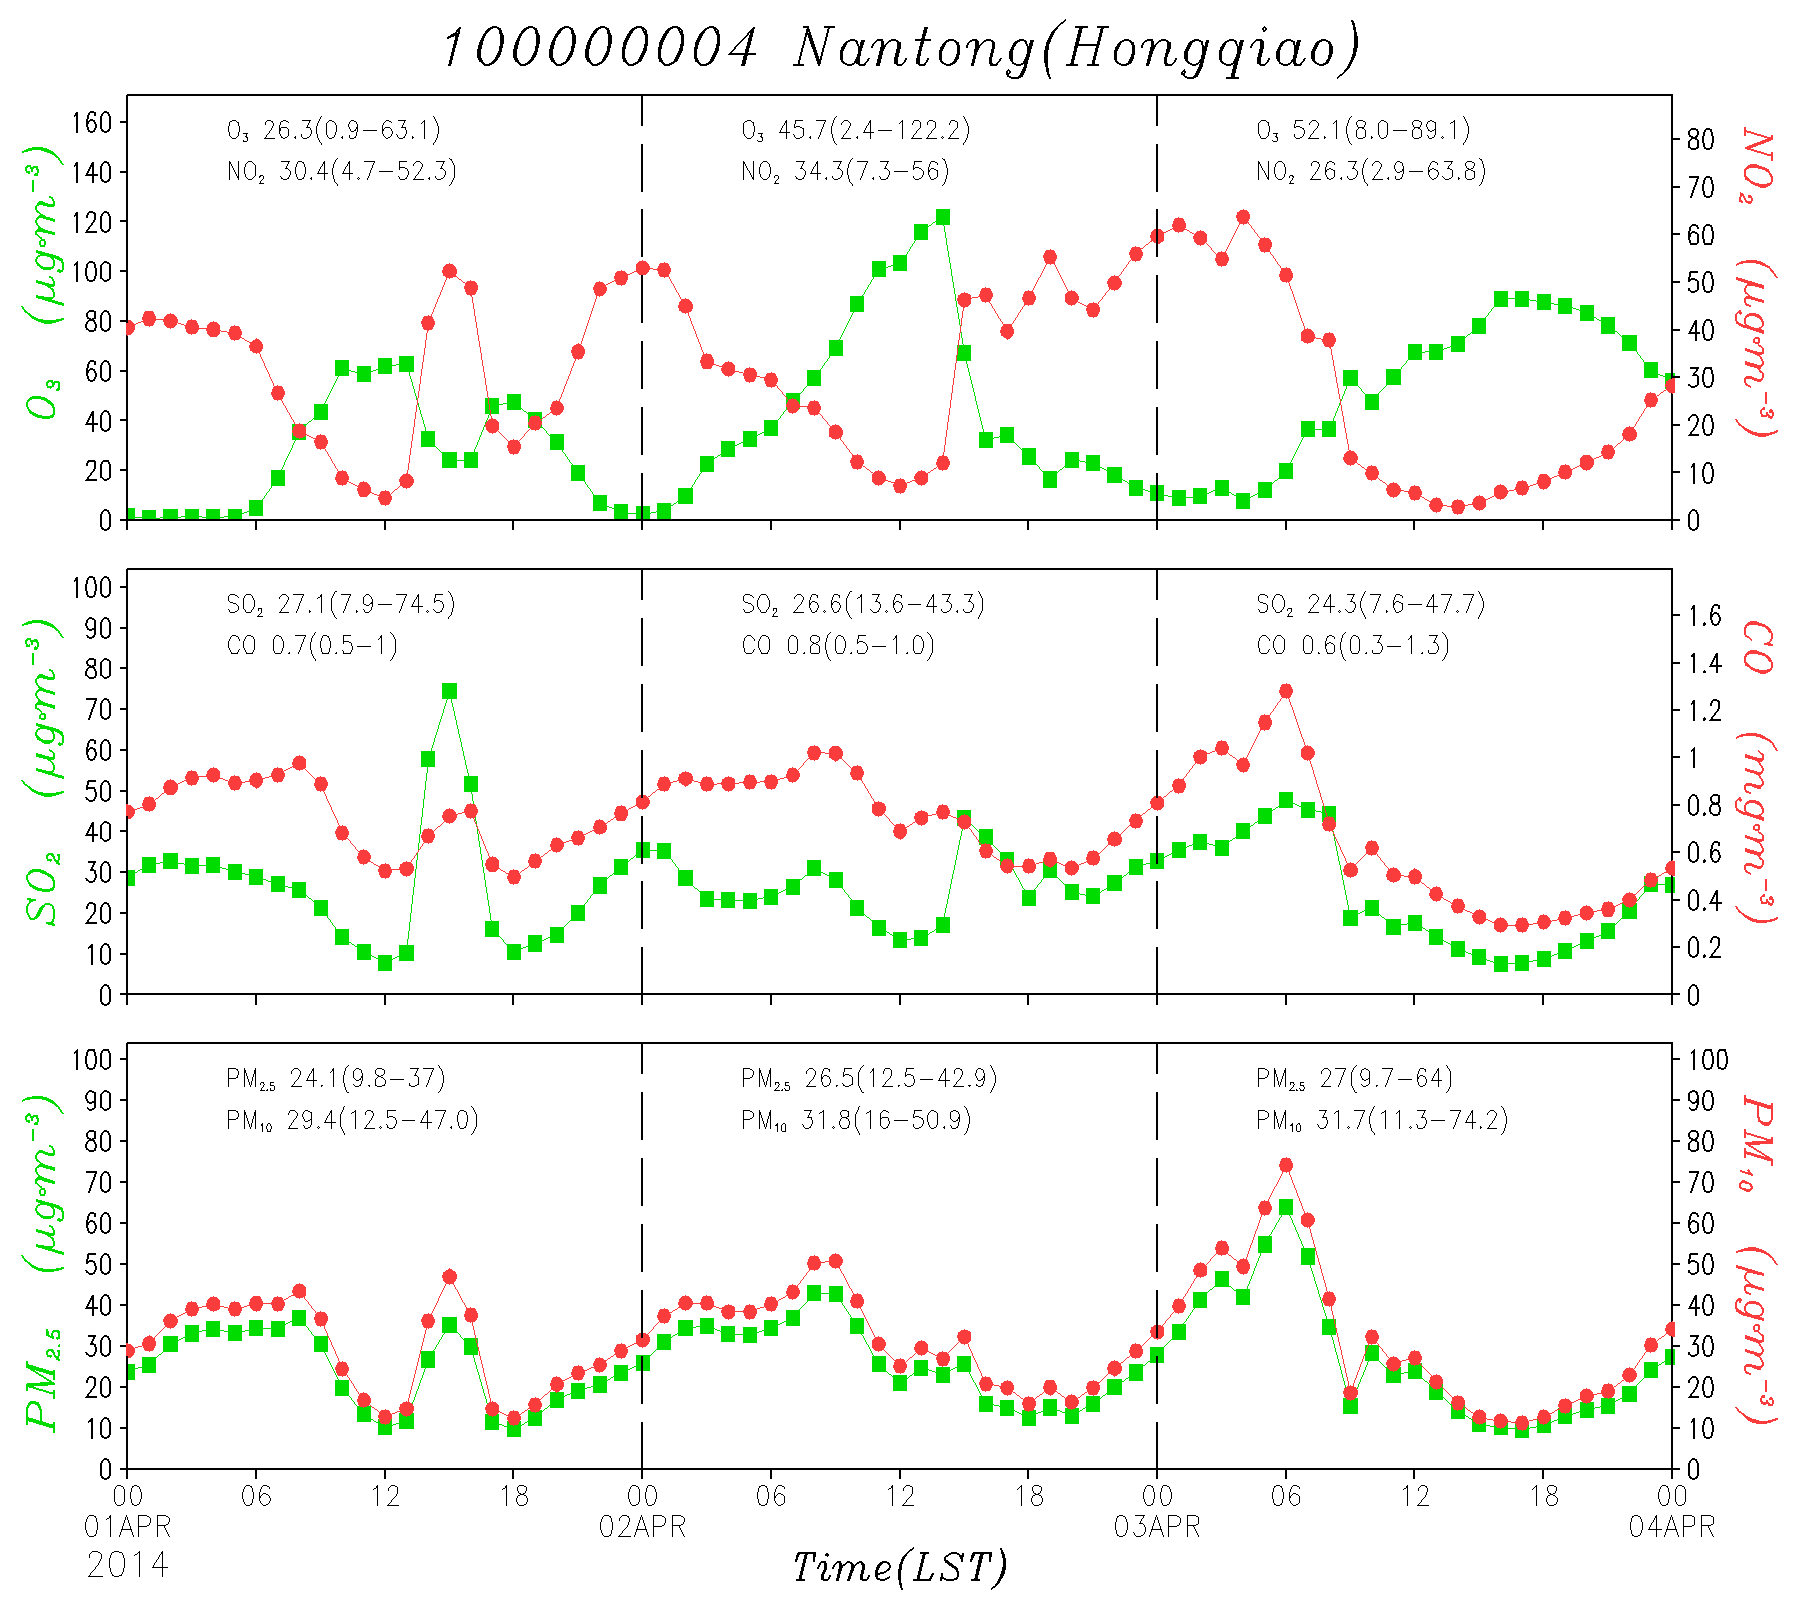 100000004 Nantong(Hongqiao)
O₃ 26.3(0.9−63.1)
NO₂ 30.4(4.7−52.3)
O₃ 45.7(2.4−122.2)
NO₂ 34.3(7.3−56)
O₃ 52.1(8.0−89.1)
NO₂ 26.3(2.9−63.8)
O₃ (μg·m⁻³)
160
140
120
100
80
60
40
20
0
80
70
60
50
40
30
20
10
0
NO₂ (μg·m⁻³)
SO₂ 27.1(7.9−74.5)
CO 0.7(0.5−1)
SO₂ 26.6(13.6−43.3)
CO 0.8(0.5−1.0)
SO₂ 24.3(7.6−47.7)
CO 0.6(0.3−1.3)
SO₂ (μg·m⁻³)
100
90
80
70
60
50
40
30
20
10
0
1.6
1.4
1.2
1
0.8
0.6
0.4
0.2
0
CO (mg·m⁻³)
PM₂.₅ 24.1(9.8−37)
PM₁₀ 29.4(12.5−47.0)
PM₂.₅ 26.5(12.5−42.9)
PM₁₀ 31.8(16−50.9)
PM₂.₅ 27(9.7−64)
PM₁₀ 31.7(11.3−74.2)
PM₂.₅ (μg·m⁻³)
100
90
80
70
60
50
40
30
20
10
0
100
90
80
70
60
50
40
30
20
10
0
PM₁₀ (μg·m⁻³)
00 06 12 18 00 06 12 18 00 06 12 18 00
01APR 02APR 03APR 04APR
2014
Time(LST)